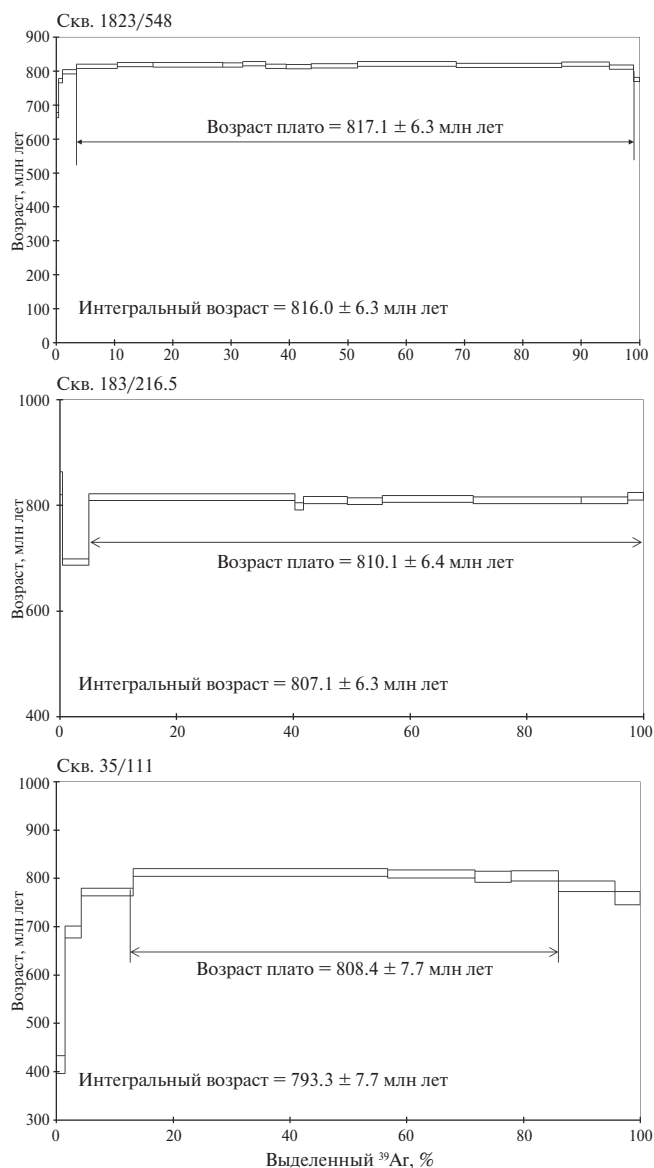 Скв. 1823/548
900
800
700
600
500
400
300
200
100
0
Возраст, млн лет
Возраст плато = 817.1 ± 6.3 млн лет
Интегральный возраст = 816.0 ± 6.3 млн лет
0 10 20 30 40 50 60 70 80 90 100
Скв. 183/216.5
1000
800
600
400
Возраст, млн лет
Возраст плато = 810.1 ± 6.4 млн лет
Интегральный возраст = 807.1 ± 6.3 млн лет
0 20 40 60 80 100
Скв. 35/111
1000
900
800
700
600
500
400
300
Возраст, млн лет
Возраст плато = 808.4 ± 7.7 млн лет
Интегральный возраст = 793.3 ± 7.7 млн лет
0 20 40 60 80 100
Выделенный ³⁹Ar, %